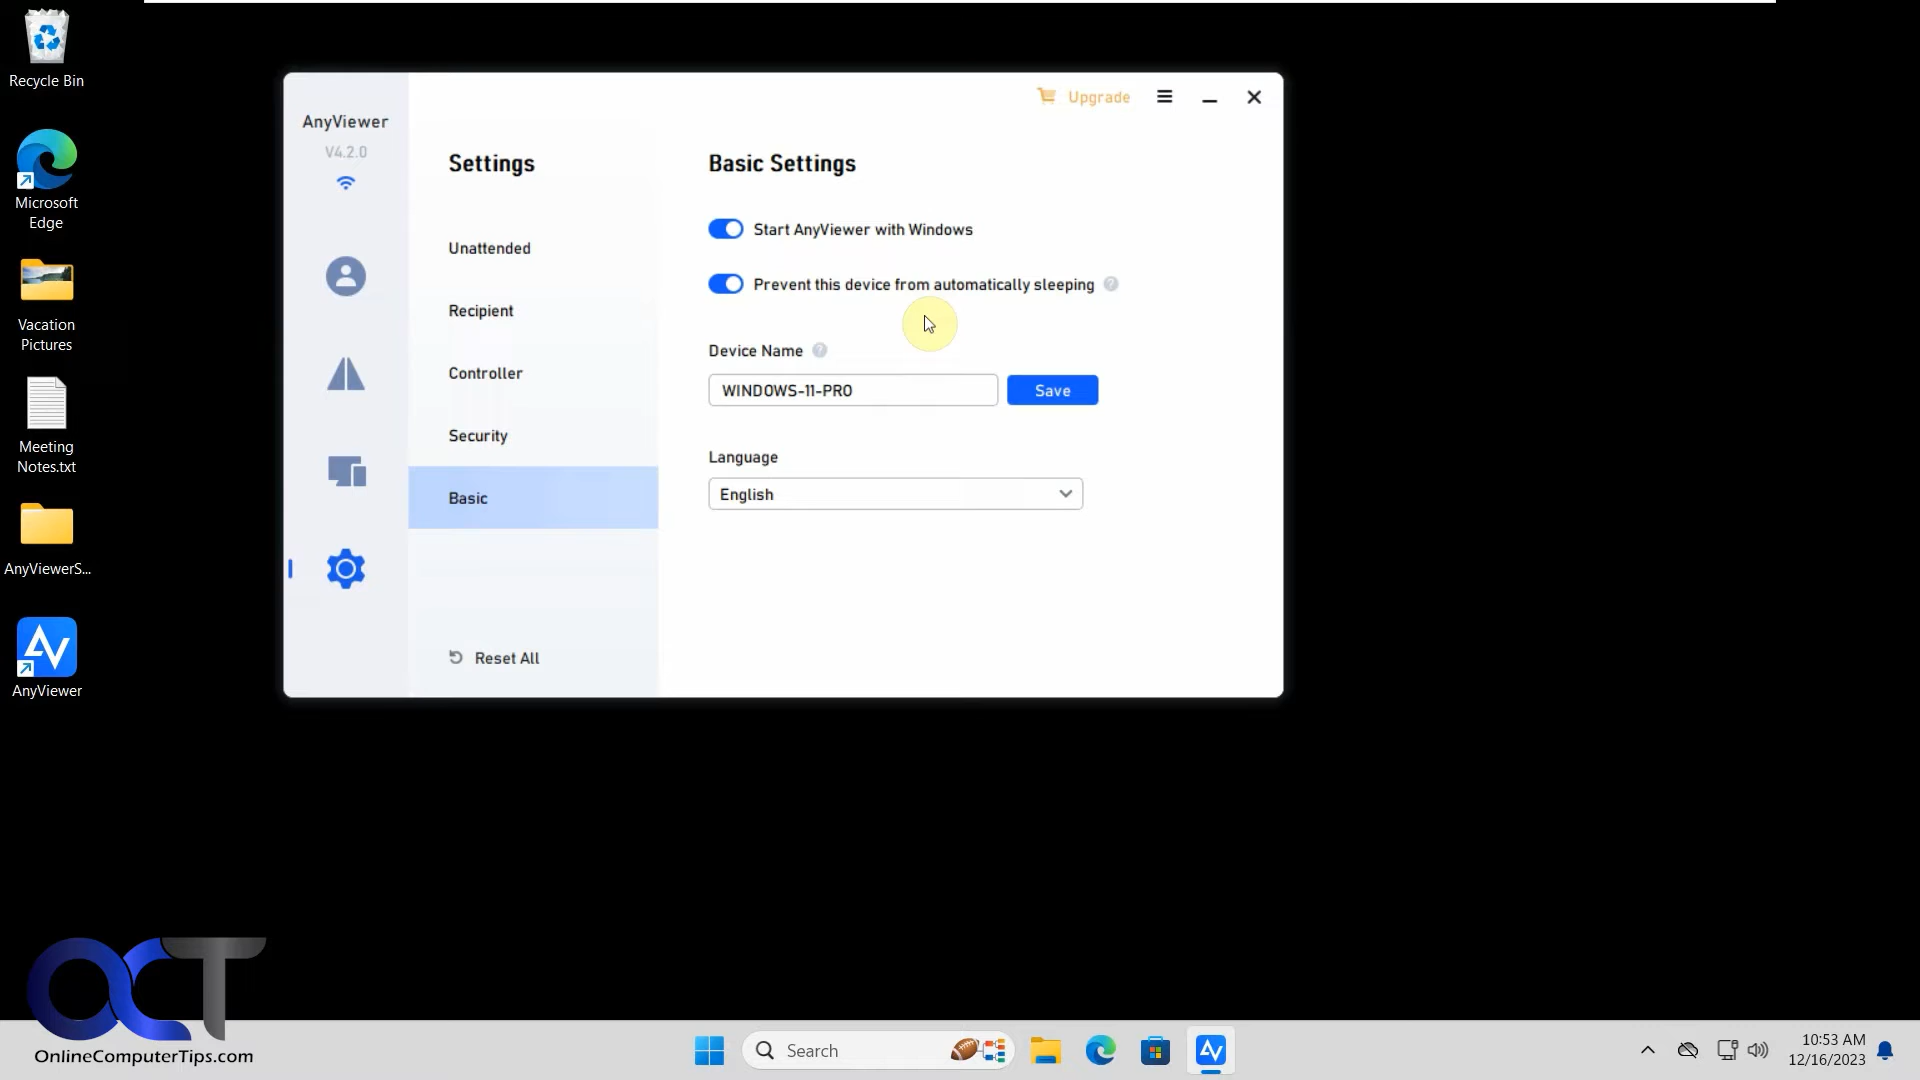 Recycle Bin
Microsoft
Edge
Vacation
Pictures
Meeting
Notes.txt
AnyViewerS...
AnyViewer
AnyViewer
V4.2.0
Settings
Unattended
Recipient
Controller
Security
Basic
Reset All
Upgrade
Basic Settings
Start AnyViewer with Windows
Prevent this device from automatically sleeping
Device Name
WINDOWS-11-PRO
Save
Language
English
OCT
OnlineComputerTips.com
Search
10:53 AM
12/16/2023